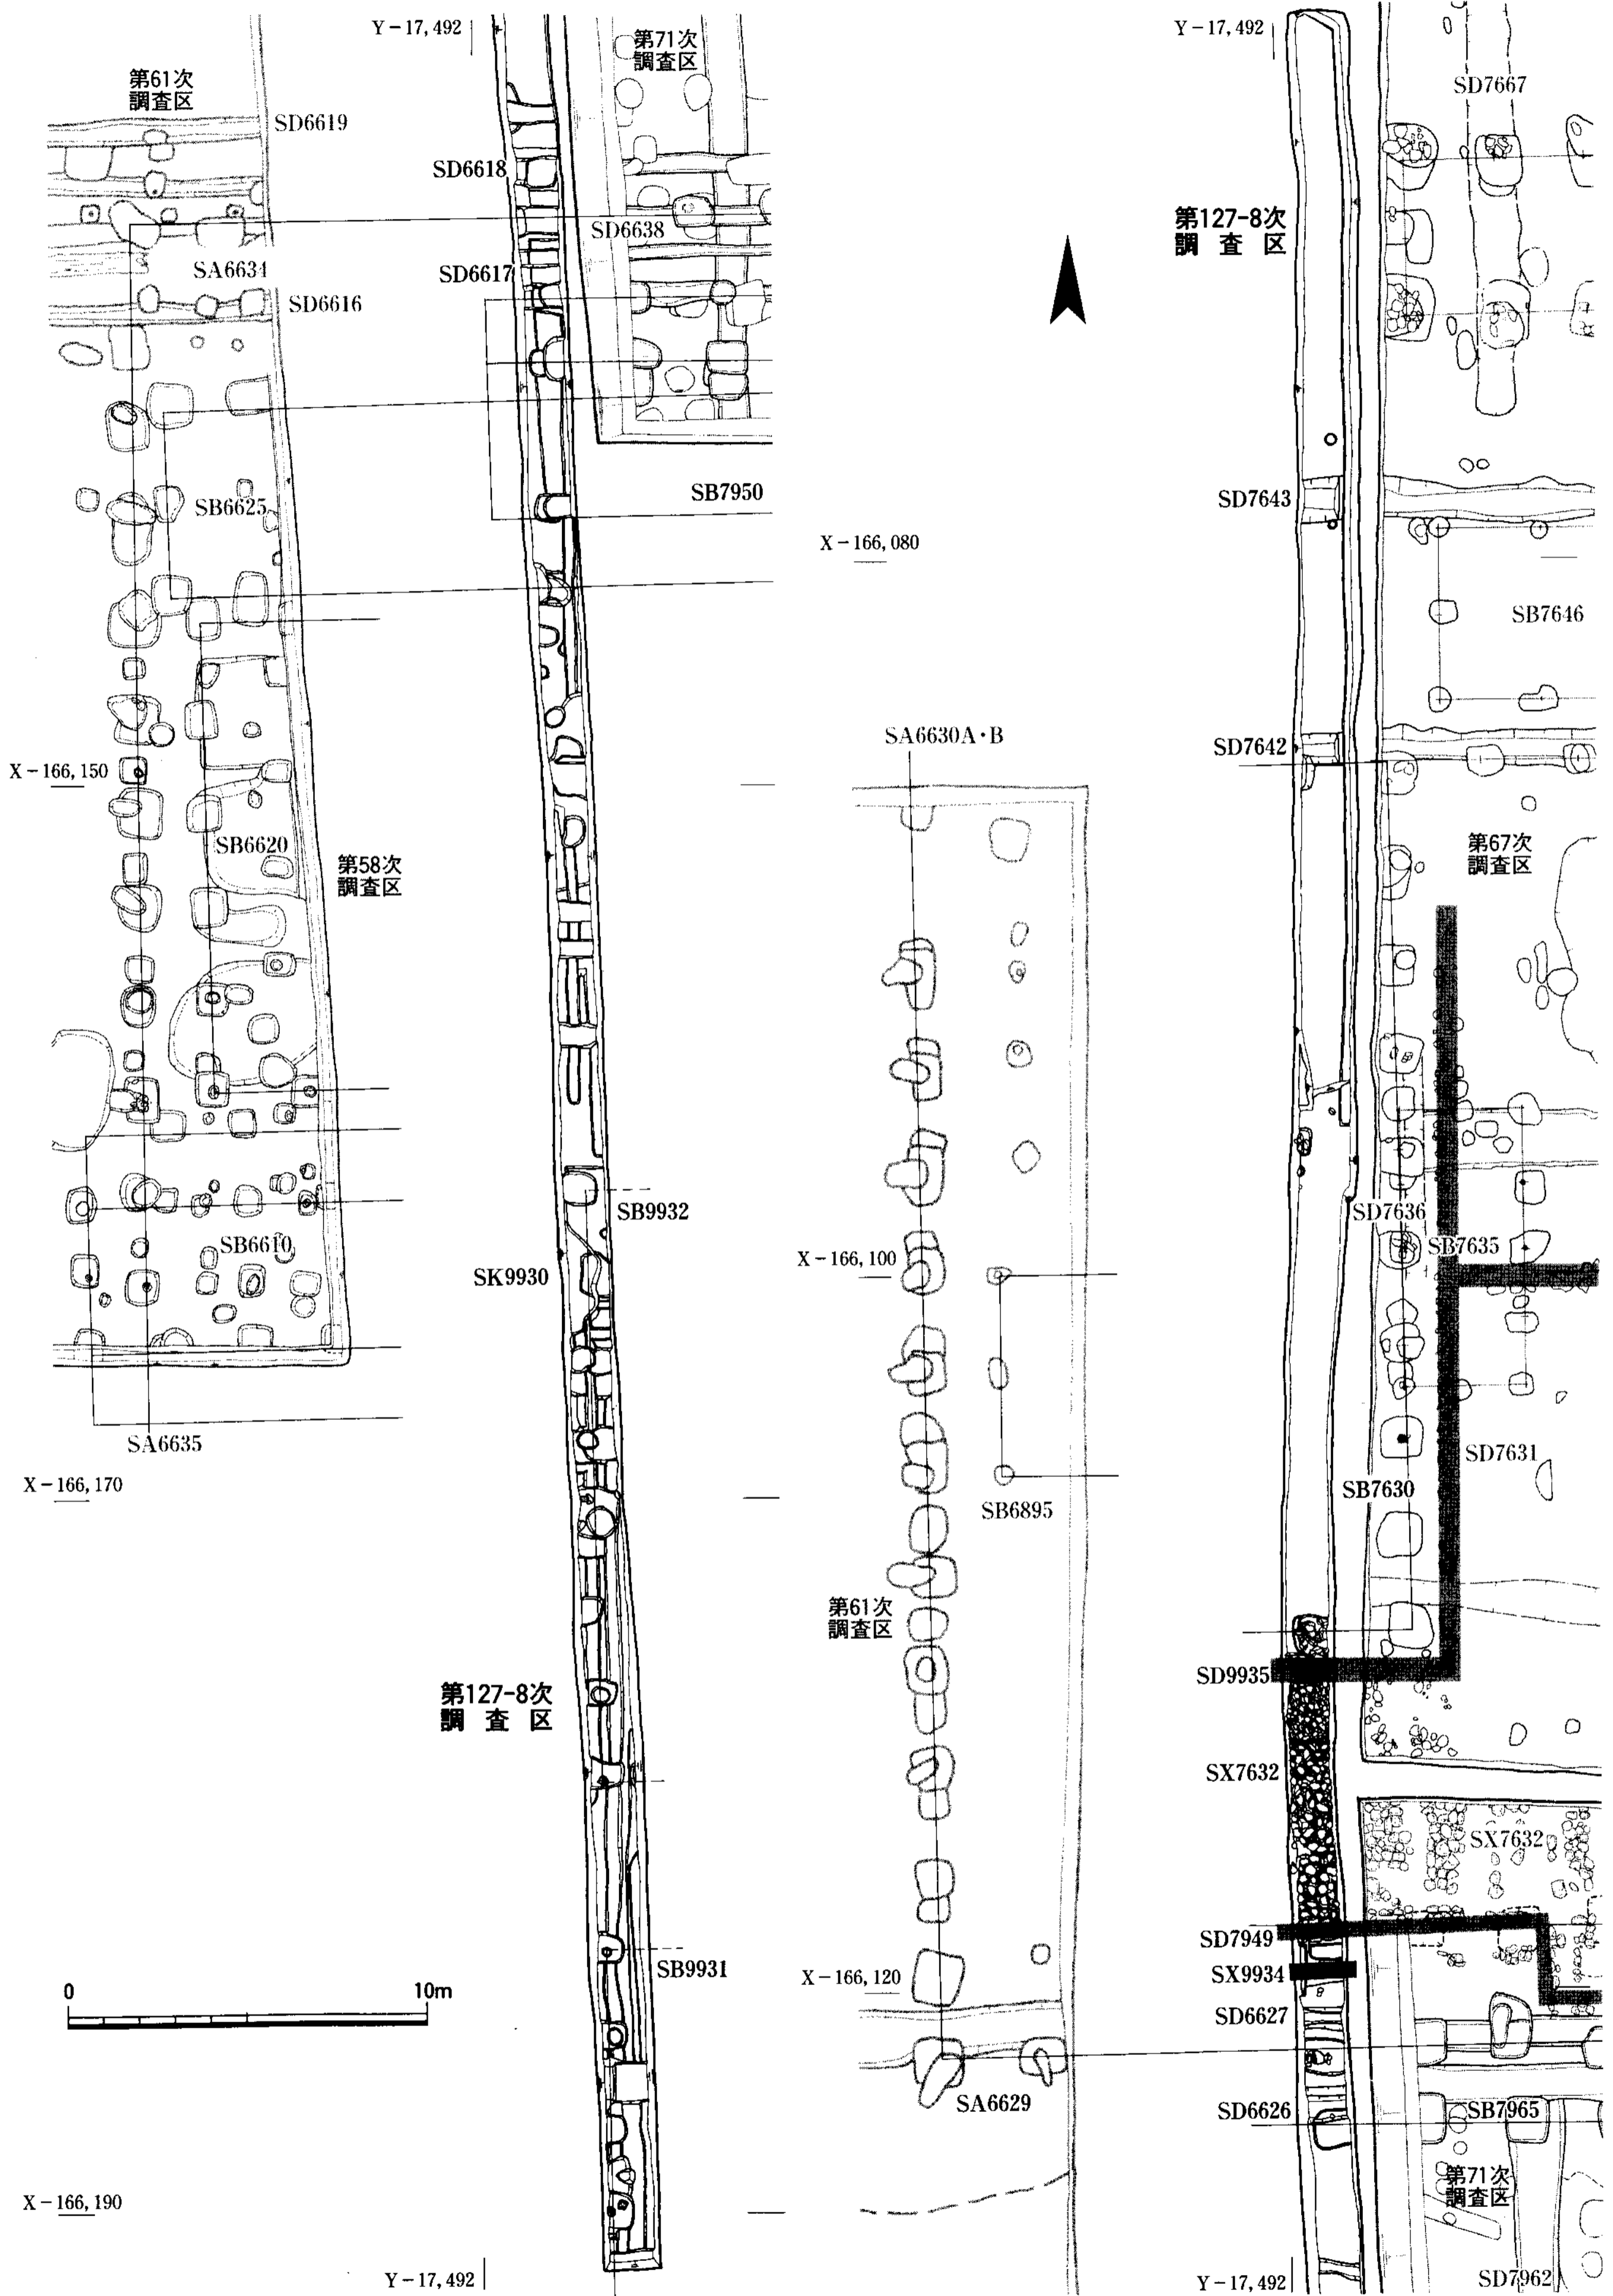 Y−17,492
第71次
調査区
第61次
調査区
SD6619
SD6618
SD6638
SA6634
SD6617
SD6616
SB6625
SB7950
X−166,150
SB6620
第58次
調査区
SB9932
SB6610
SK9930
SA6635
X−166,170
第127-8次
調査区
SB9931
0
10m
X−166,190
Y−17,492
Y−17,492
SD7667
第127-8次
調査区
SD7643
X−166,080
SB7646
SA6630A・B
SD7642
第67次
調査区
SD7636
SB7635
X−166,100
SD7631
SB7630
SB6895
第61次
調査区
SD9935
SX7632
SX7632
SD7949
SX9934
X−166,120
SD6627
SA6629
SD6626
SB7965
第71次
調査区
Y−17,492
SD7962